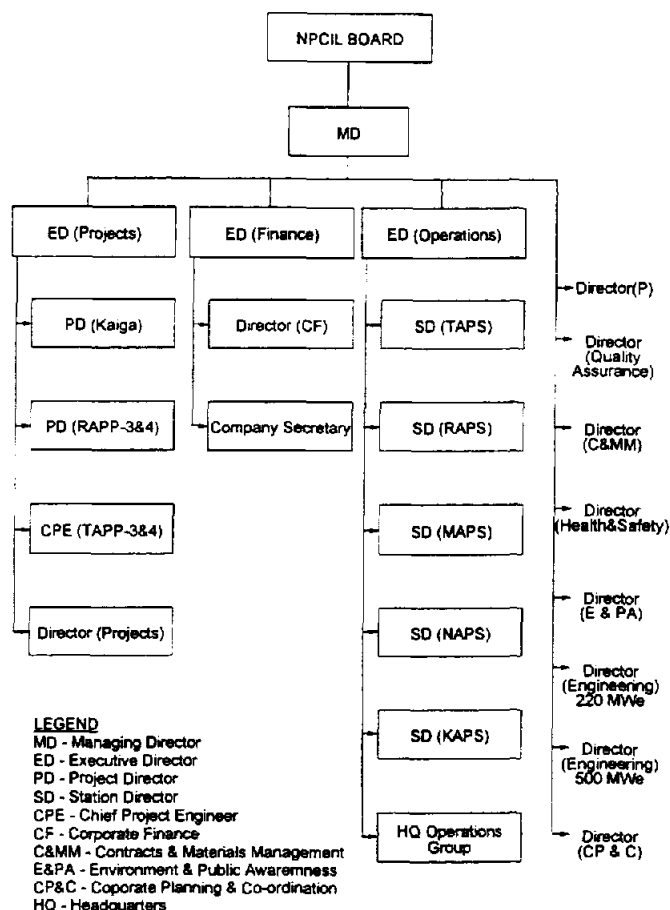 NPCIL BOARD
MD
ED (Projects)
ED (Finance)
ED (Operations)
PD (Kaiga)
PD (RAPP-3&4)
CPE (TAPP-3&4)
Director (Projects)
Director (CF)
Company Secretary
SD (TAPS)
SD (RAPS)
SD (MAPS)
SD (NAPS)
SD (KAPS)
HQ Operations
Group
Director(P)
Director
(Quality
Assurance)
Director
(C&MM)
Director
(Health&Safety)
Director
(E & PA)
Director
(Engineering)
220 MWe
Director
(Engineering)
500 MWe
Director
(CP & C)
LEGEND
MD - Managing Director
ED - Executive Director
PD - Project Director
SD - Station Director
CPE - Chief Project Engineer
CF - Corporate Finance
C&MM - Contracts & Materials Management
E&PA - Environment & Public Awaremness
CP&C - Coporate Planning & Co-ordination
HQ - Headquarters